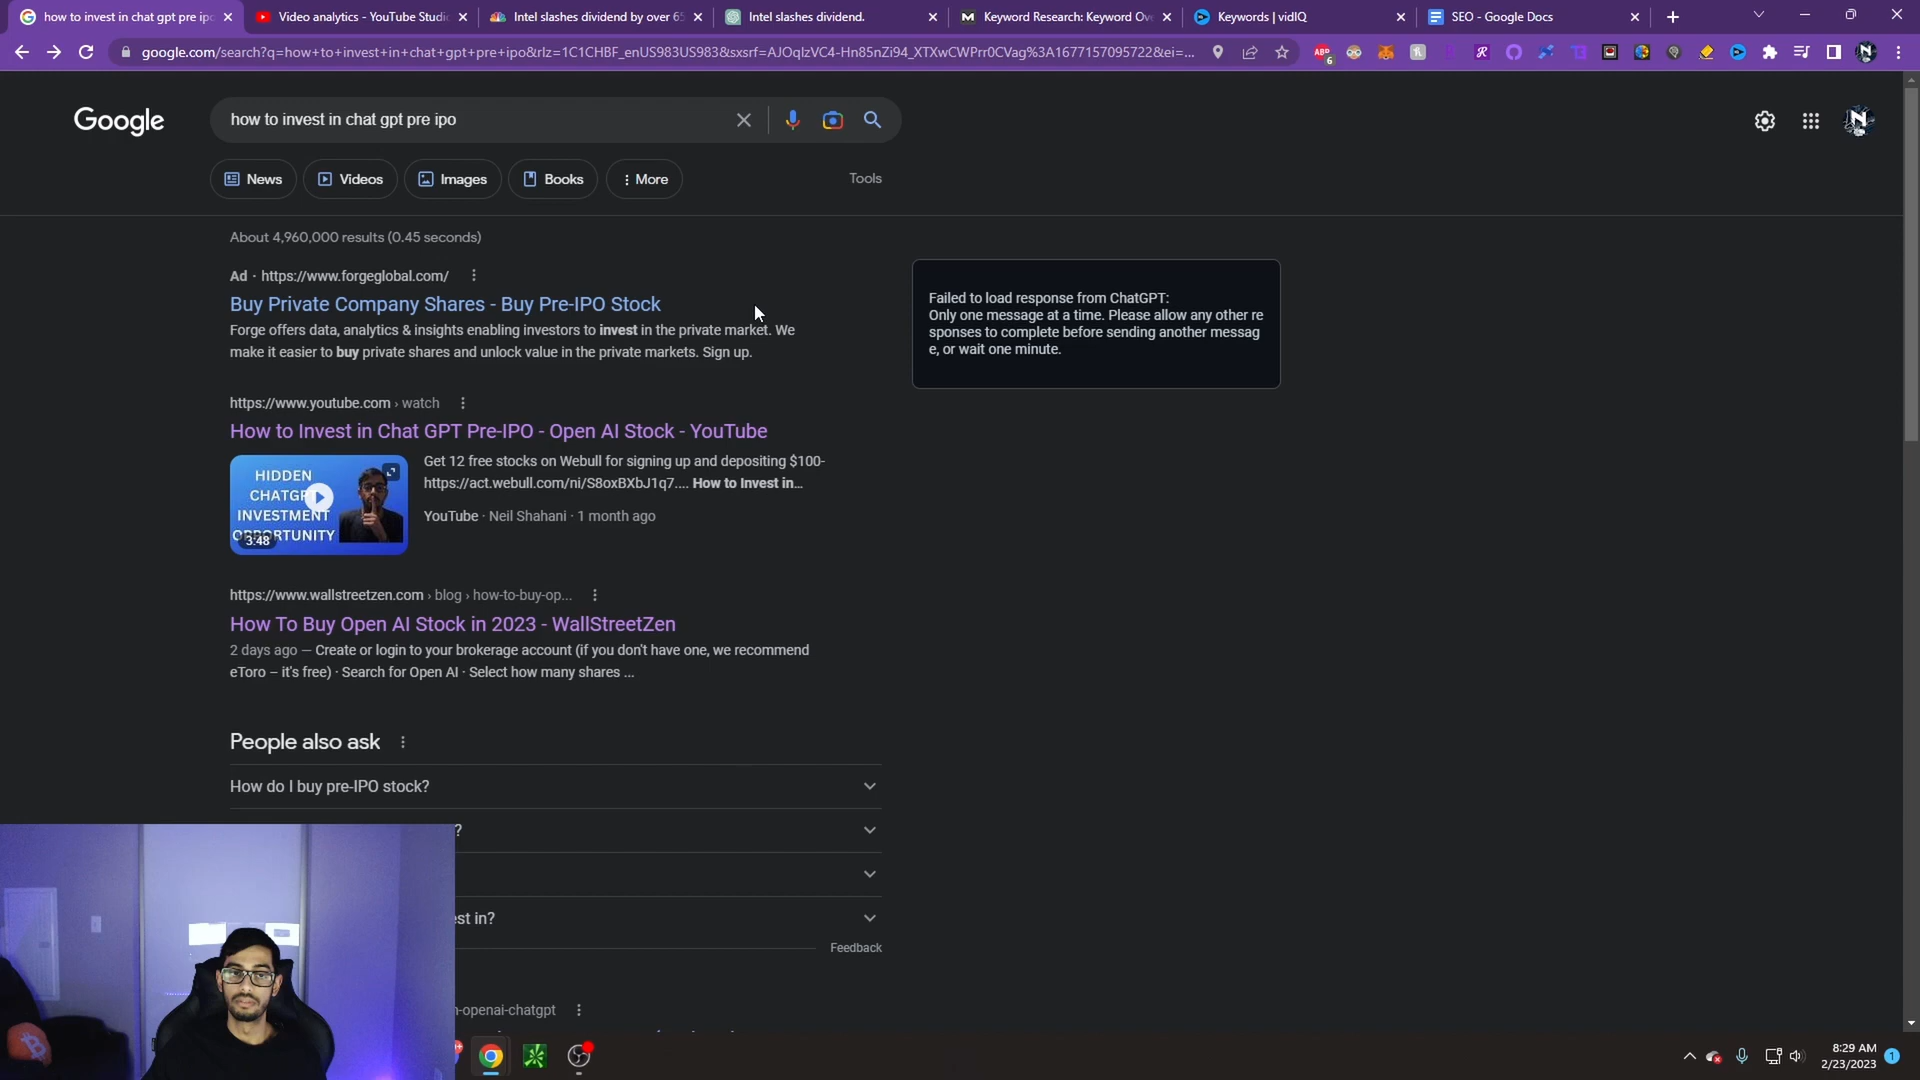 how to invest in chat gpt pre ipo
Video analytics - YouTube Studio
Intel slashes dividend by over 65
Intel slashes dividend.
Keyword Research: Keyword Ove
Keywords | vidIQ
SEO - Google Docs
google.com/search?q=how+to+invest+in+chat+gpt+pre+ipo&rlz=1C1CHBF_enUS983US983&sxsrf=AJOqlzVC4-Hn85nZi94_XTXwCWPrr0CVag%3A1677157095722&ei=...
Google
how to invest in chat gpt pre ipo
News
Videos
Images
Books
More
Tools
About 4,960,000 results (0.45 seconds)
Ad · https://www.forgeglobal.com/
Buy Private Company Shares - Buy Pre-IPO Stock
Forge offers data, analytics & insights enabling investors to invest in the private market. We
make it easier to buy private shares and unlock value in the private markets. Sign up.
Failed to load response from ChatGPT:
Only one message at a time. Please allow any other re
sponses to complete before sending another messag
e, or wait one minute.
https://www.youtube.com › watch
How to Invest in Chat GPT Pre-IPO - Open AI Stock - YouTube
HIDDEN
CHATGP
INVESTMENT
OPPORTUNITY
3:48
Get 12 free stocks on Webull for signing up and depositing $100-
https://act.webull.com/ni/S8oxBXbJ1q7.... How to Invest in...
YouTube · Neil Shahani · 1 month ago
https://www.wallstreetzen.com › blog › how-to-buy-op...
How To Buy Open AI Stock in 2023 - WallStreetZen
2 days ago — Create or login to your brokerage account (if you don't have one, we recommend
eToro – it's free) · Search for Open AI · Select how many shares ...
People also ask
How do I buy pre-IPO stock?
?
est in?
Feedback
n-openai-chatgpt
8:29 AM
2/23/2023
1